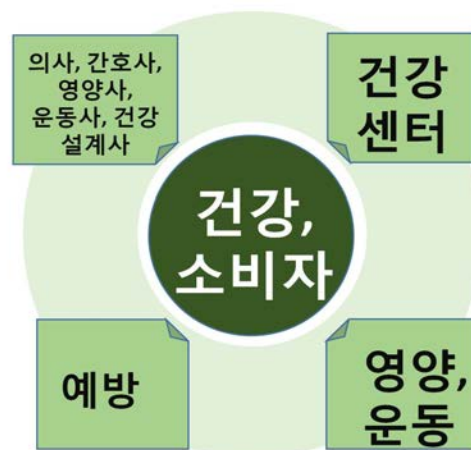 의사, 간호사,
영양사,
운동사, 건강
설계사
건강
센터
건강,
소비자
예방
영양,
운동